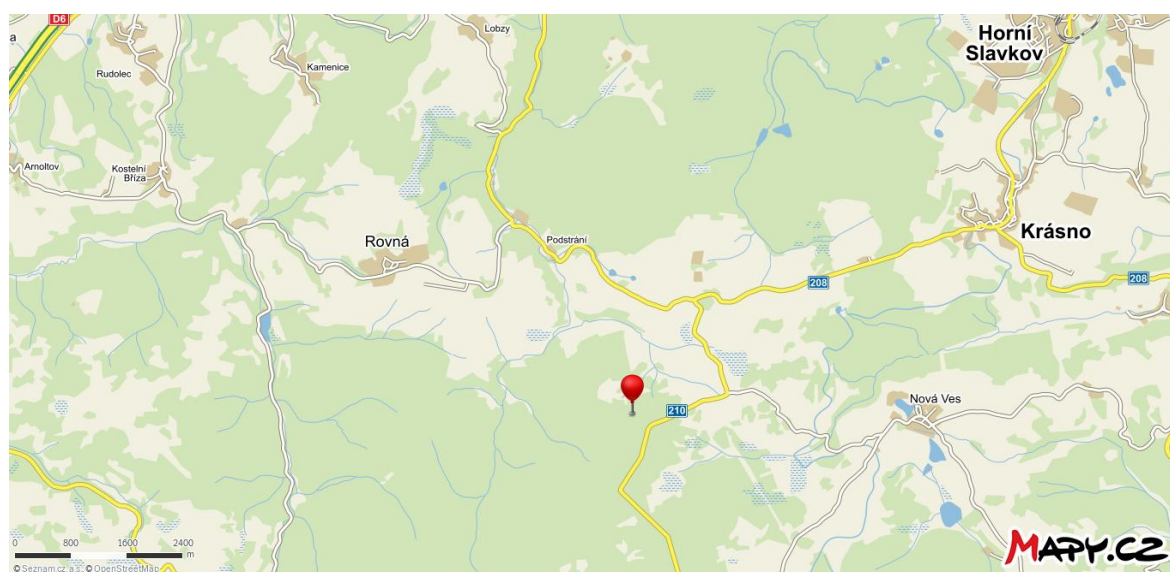 D6
a
Rudolec
Kamenice
Lobzy
Horní
Slavkov
Arnoltov
Kostelní
Bříza
Rovná
Podstrání
Krásno
208
208
210
Nová Ves
0 800 1600 2400
m
© Seznam.cz a.s. © OpenStreetMap
MAPY.CZ